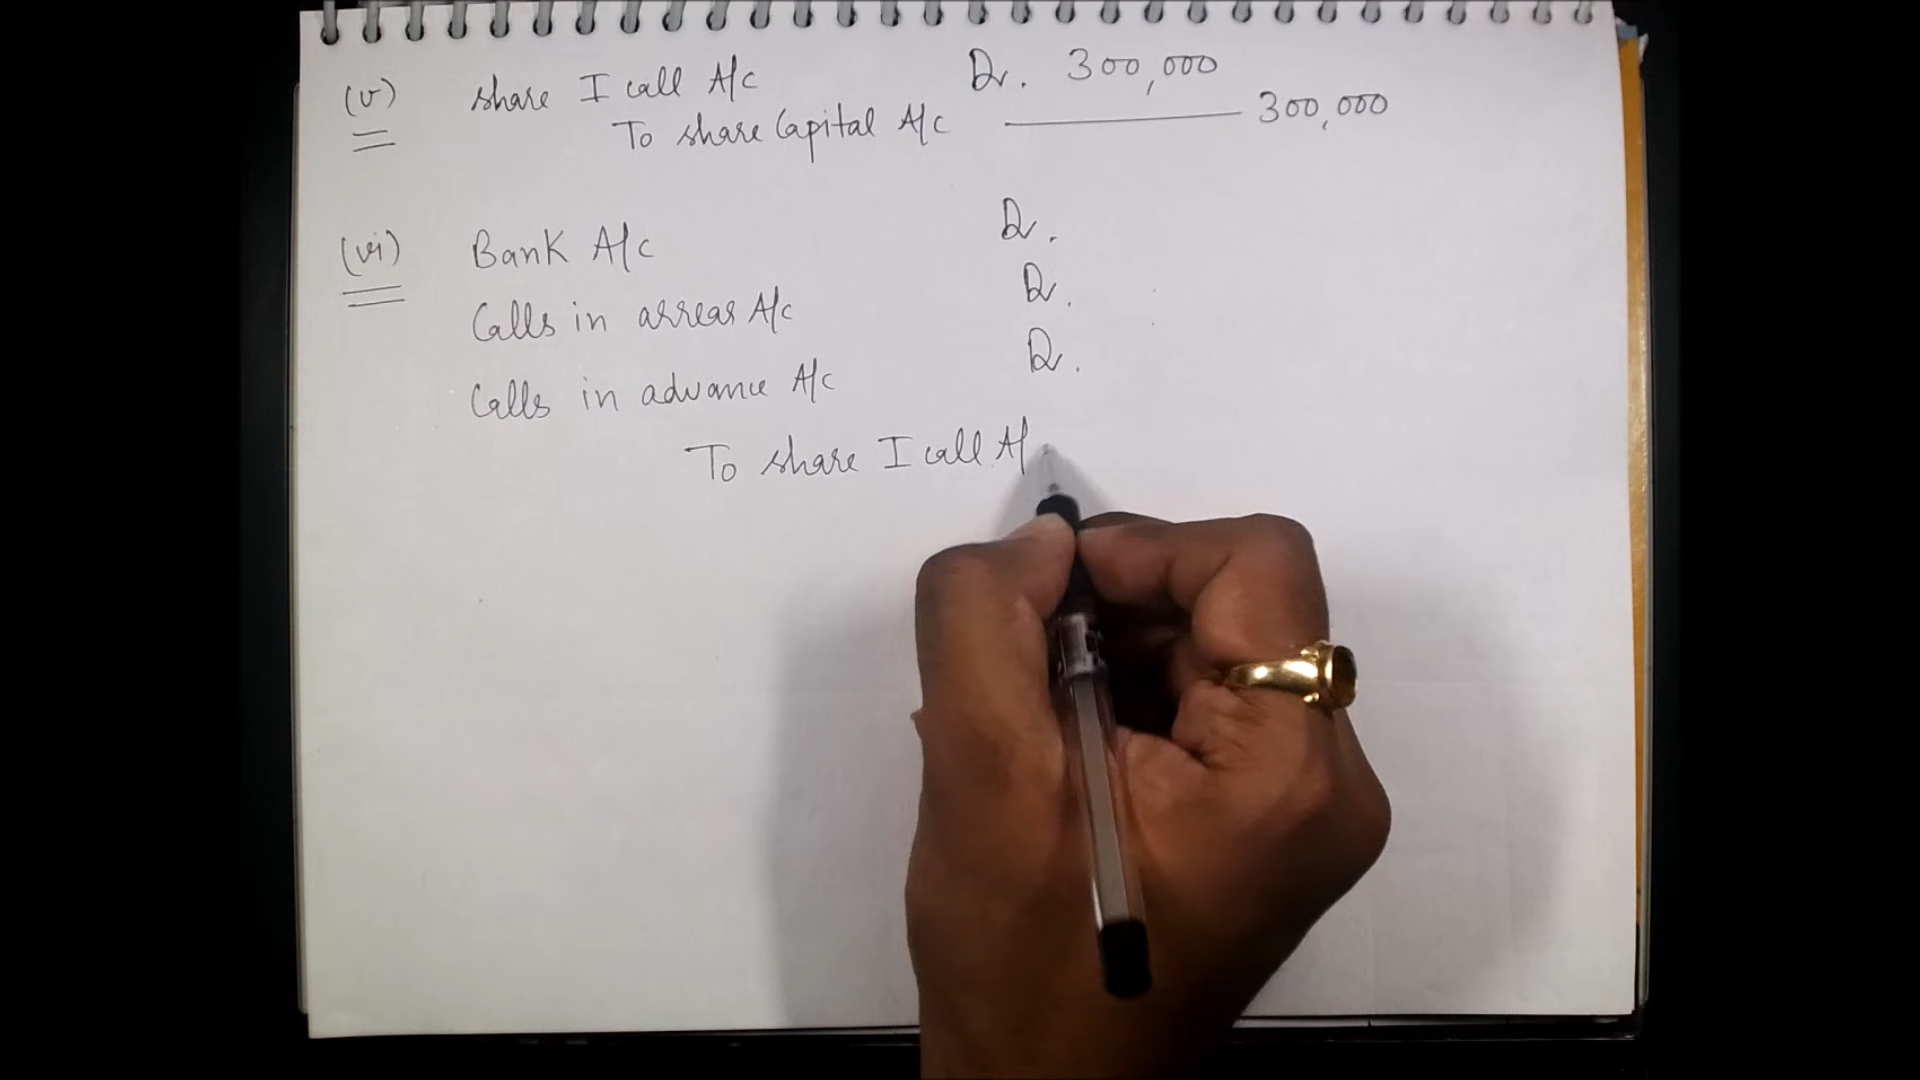 (v) share I call A/c Dr. 300,000
To share Capital A/c 300,000
(vi) Bank A/c Dr.
Calls in arrear A/c Dr.
Calls in advance A/c Dr.
To share I call A/